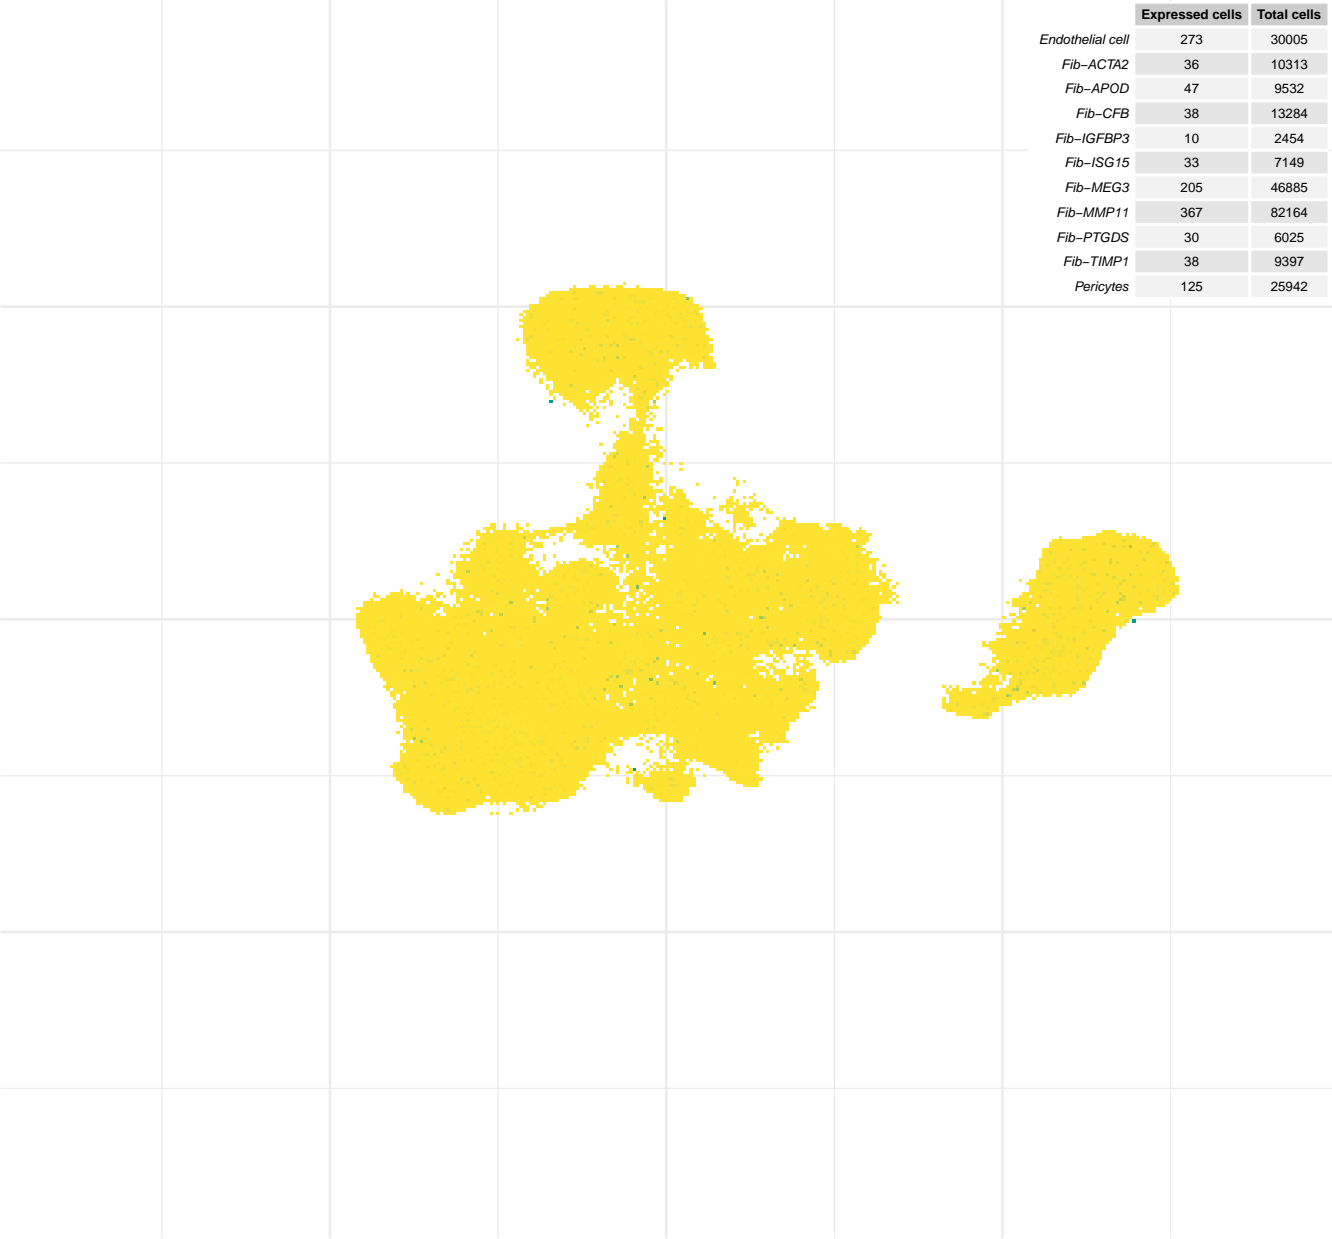 Expressed cells Total cells
Endothelial cell 273 30005
Fib−ACTA2 36 10313
Fib−APOD 47 9532
Fib−CFB 38 13284
Fib−IGFBP3 10 2454
Fib−ISG15 33 7149
Fib−MEG3 205 46885
Fib−MMP11 367 82164
Fib−PTGDS 30 6025
Fib−TIMP1 38 9397
Pericytes 125 25942